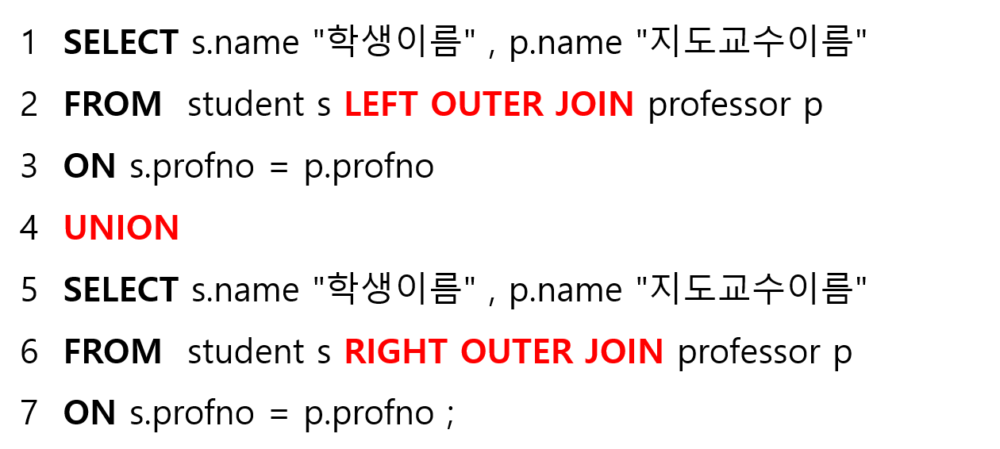 1 SELECT s.name "학생이름" , p.name "지도교수이름"
2 FROM student s LEFT OUTER JOIN professor p
3 ON s.profno = p.profno
4 UNION
5 SELECT s.name "학생이름" , p.name "지도교수이름"
6 FROM student s RIGHT OUTER JOIN professor p
7 ON s.profno = p.profno ;